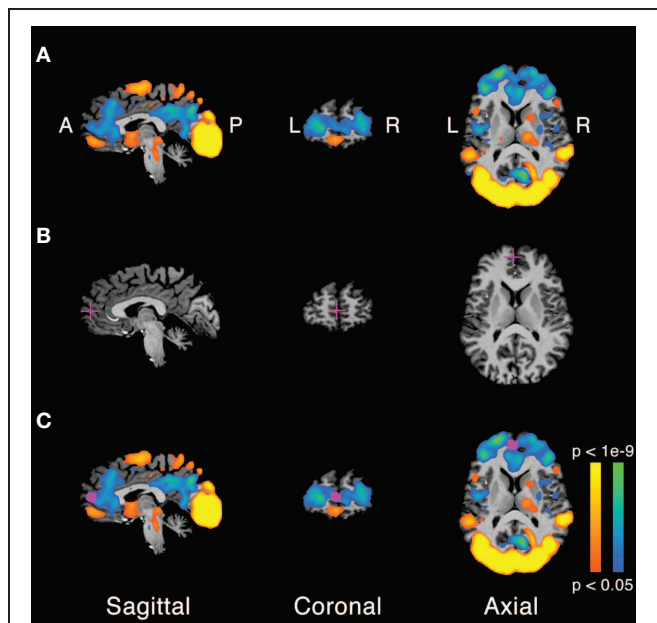 A
A P L R L R
B
C
p < 1e-9
p < 0.05
Sagittal Coronal Axial